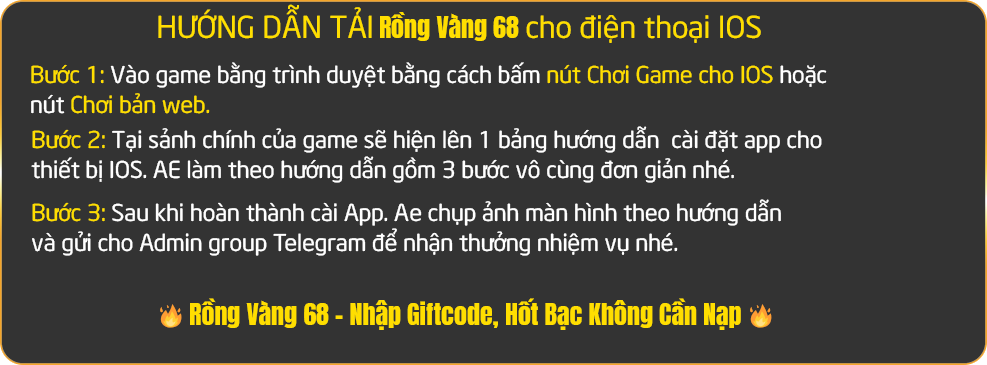 HƯỚNG DẪN TẢI Rồng Vàng 68 cho điện thoại IOS
Bước 1: Vào game bằng trình duyệt bằng cách bấm nút Chơi Game cho IOS hoặc
nút Chơi bản web.
Bước 2: Tại sảnh chính của game sẽ hiện lên 1 bảng hướng dẫn cài đặt app cho
thiết bị IOS. AE làm theo hướng dẫn gồm 3 bước vô cùng đơn giản nhé.
Bước 3: Sau khi hoàn thành cài App. Ae chụp ảnh màn hình theo hướng dẫn
và gửi cho Admin group Telegram để nhận thưởng nhiệm vụ nhé.
🔥 Rồng Vàng 68 - Nhập Giftcode, Hốt Bạc Không Cần Nạp 🔥